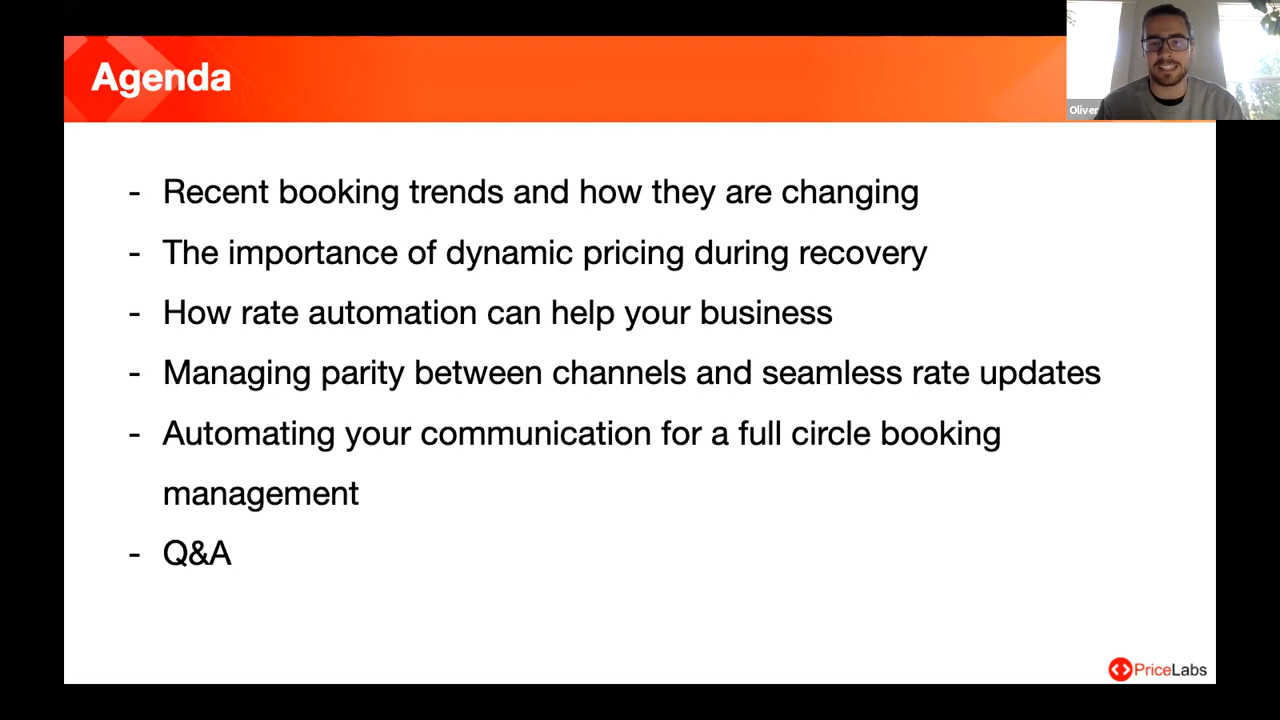 Agenda
Oliver
- Recent booking trends and how they are changing
- The importance of dynamic pricing during recovery
- How rate automation can help your business
- Managing parity between channels and seamless rate updates
- Automating your communication for a full circle booking
management
- Q&A
PriceLabs